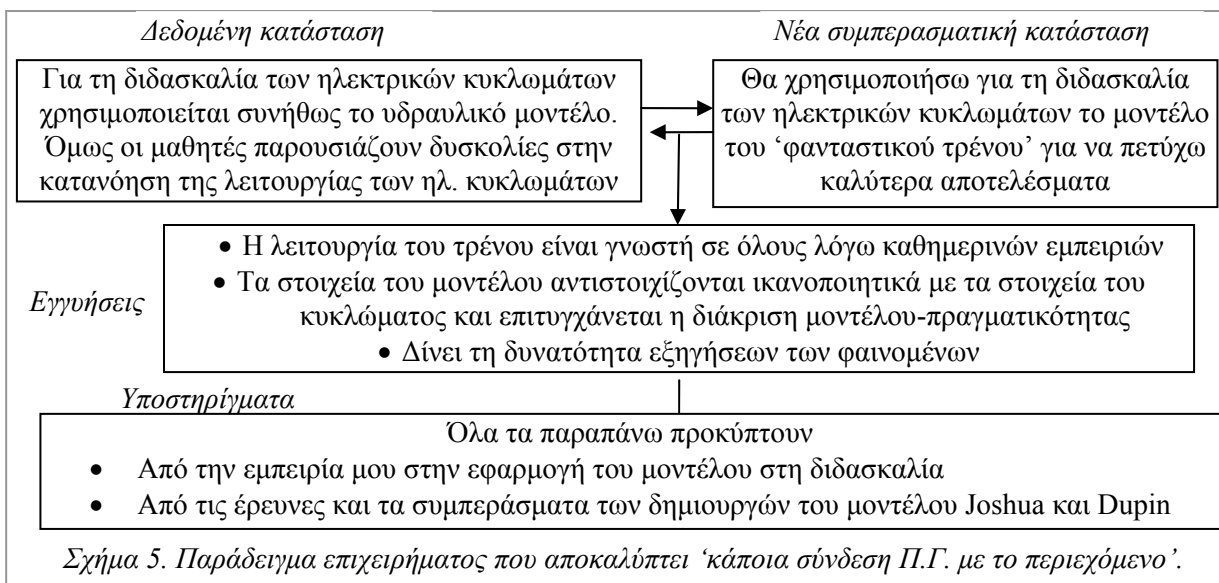 Δεδομένη κατάσταση
Νέα συμπερασματική κατάσταση
Για τη διδασκαλία των ηλεκτρικών κυκλωμάτων
χρησιμοποιείται συνήθως το υδραυλικό μοντέλο.
Όμως οι μαθητές παρουσιάζουν δυσκολίες στην
κατανόηση της λειτουργίας των ηλ. κυκλωμάτων
Θα χρησιμοποιήσω για τη διδασκαλία
των ηλεκτρικών κυκλωμάτων το μοντέλο
του ‘φανταστικού τρένου’ για να πετύχω
καλύτερα αποτελέσματα
Εγγυήσεις
• Η λειτουργία του τρένου είναι γνωστή σε όλους λόγω καθημερινών εμπειριών
• Τα στοιχεία του μοντέλου αντιστοιχίζονται ικανοποιητικά με τα στοιχεία του
κυκλώματος και επιτυγχάνεται η διάκριση μοντέλου-πραγματικότητας
• Δίνει τη δυνατότητα εξηγήσεων των φαινομένων
Υποστηρίγματα
Όλα τα παραπάνω προκύπτουν
• Από την εμπειρία μου στην εφαρμογή του μοντέλου στη διδασκαλία
• Από τις έρευνες και τα συμπεράσματα των δημιουργών του μοντέλου Joshua και Dupin
Σχήμα 5. Παράδειγμα επιχειρήματος που αποκαλύπτει ‘κάποια σύνδεση Π.Γ. με το περιεχόμενο’.